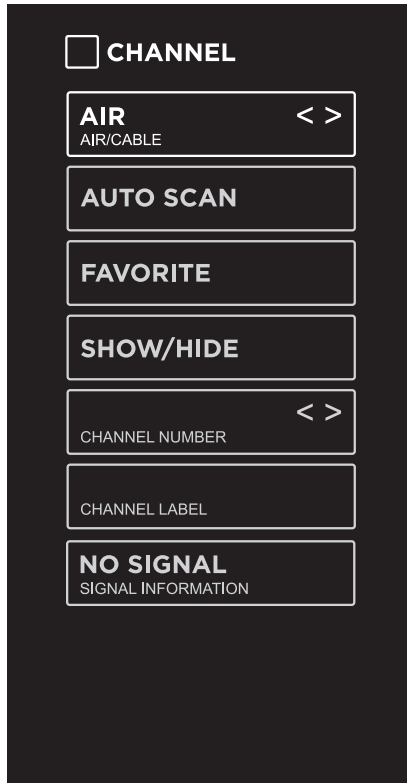 CHANNEL
AIR < >
AIR/CABLE
AUTO SCAN
FAVORITE
SHOW/HIDE
< >
CHANNEL NUMBER
CHANNEL LABEL
NO SIGNAL
SIGNAL INFORMATION